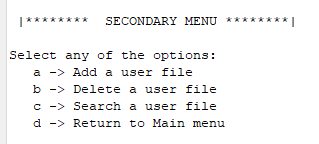 |********  SECONDARY MENU ********|
Select any of the options:
a -> Add a user file
b -> Delete a user file
c -> Search a user file
d -> Return to Main menu